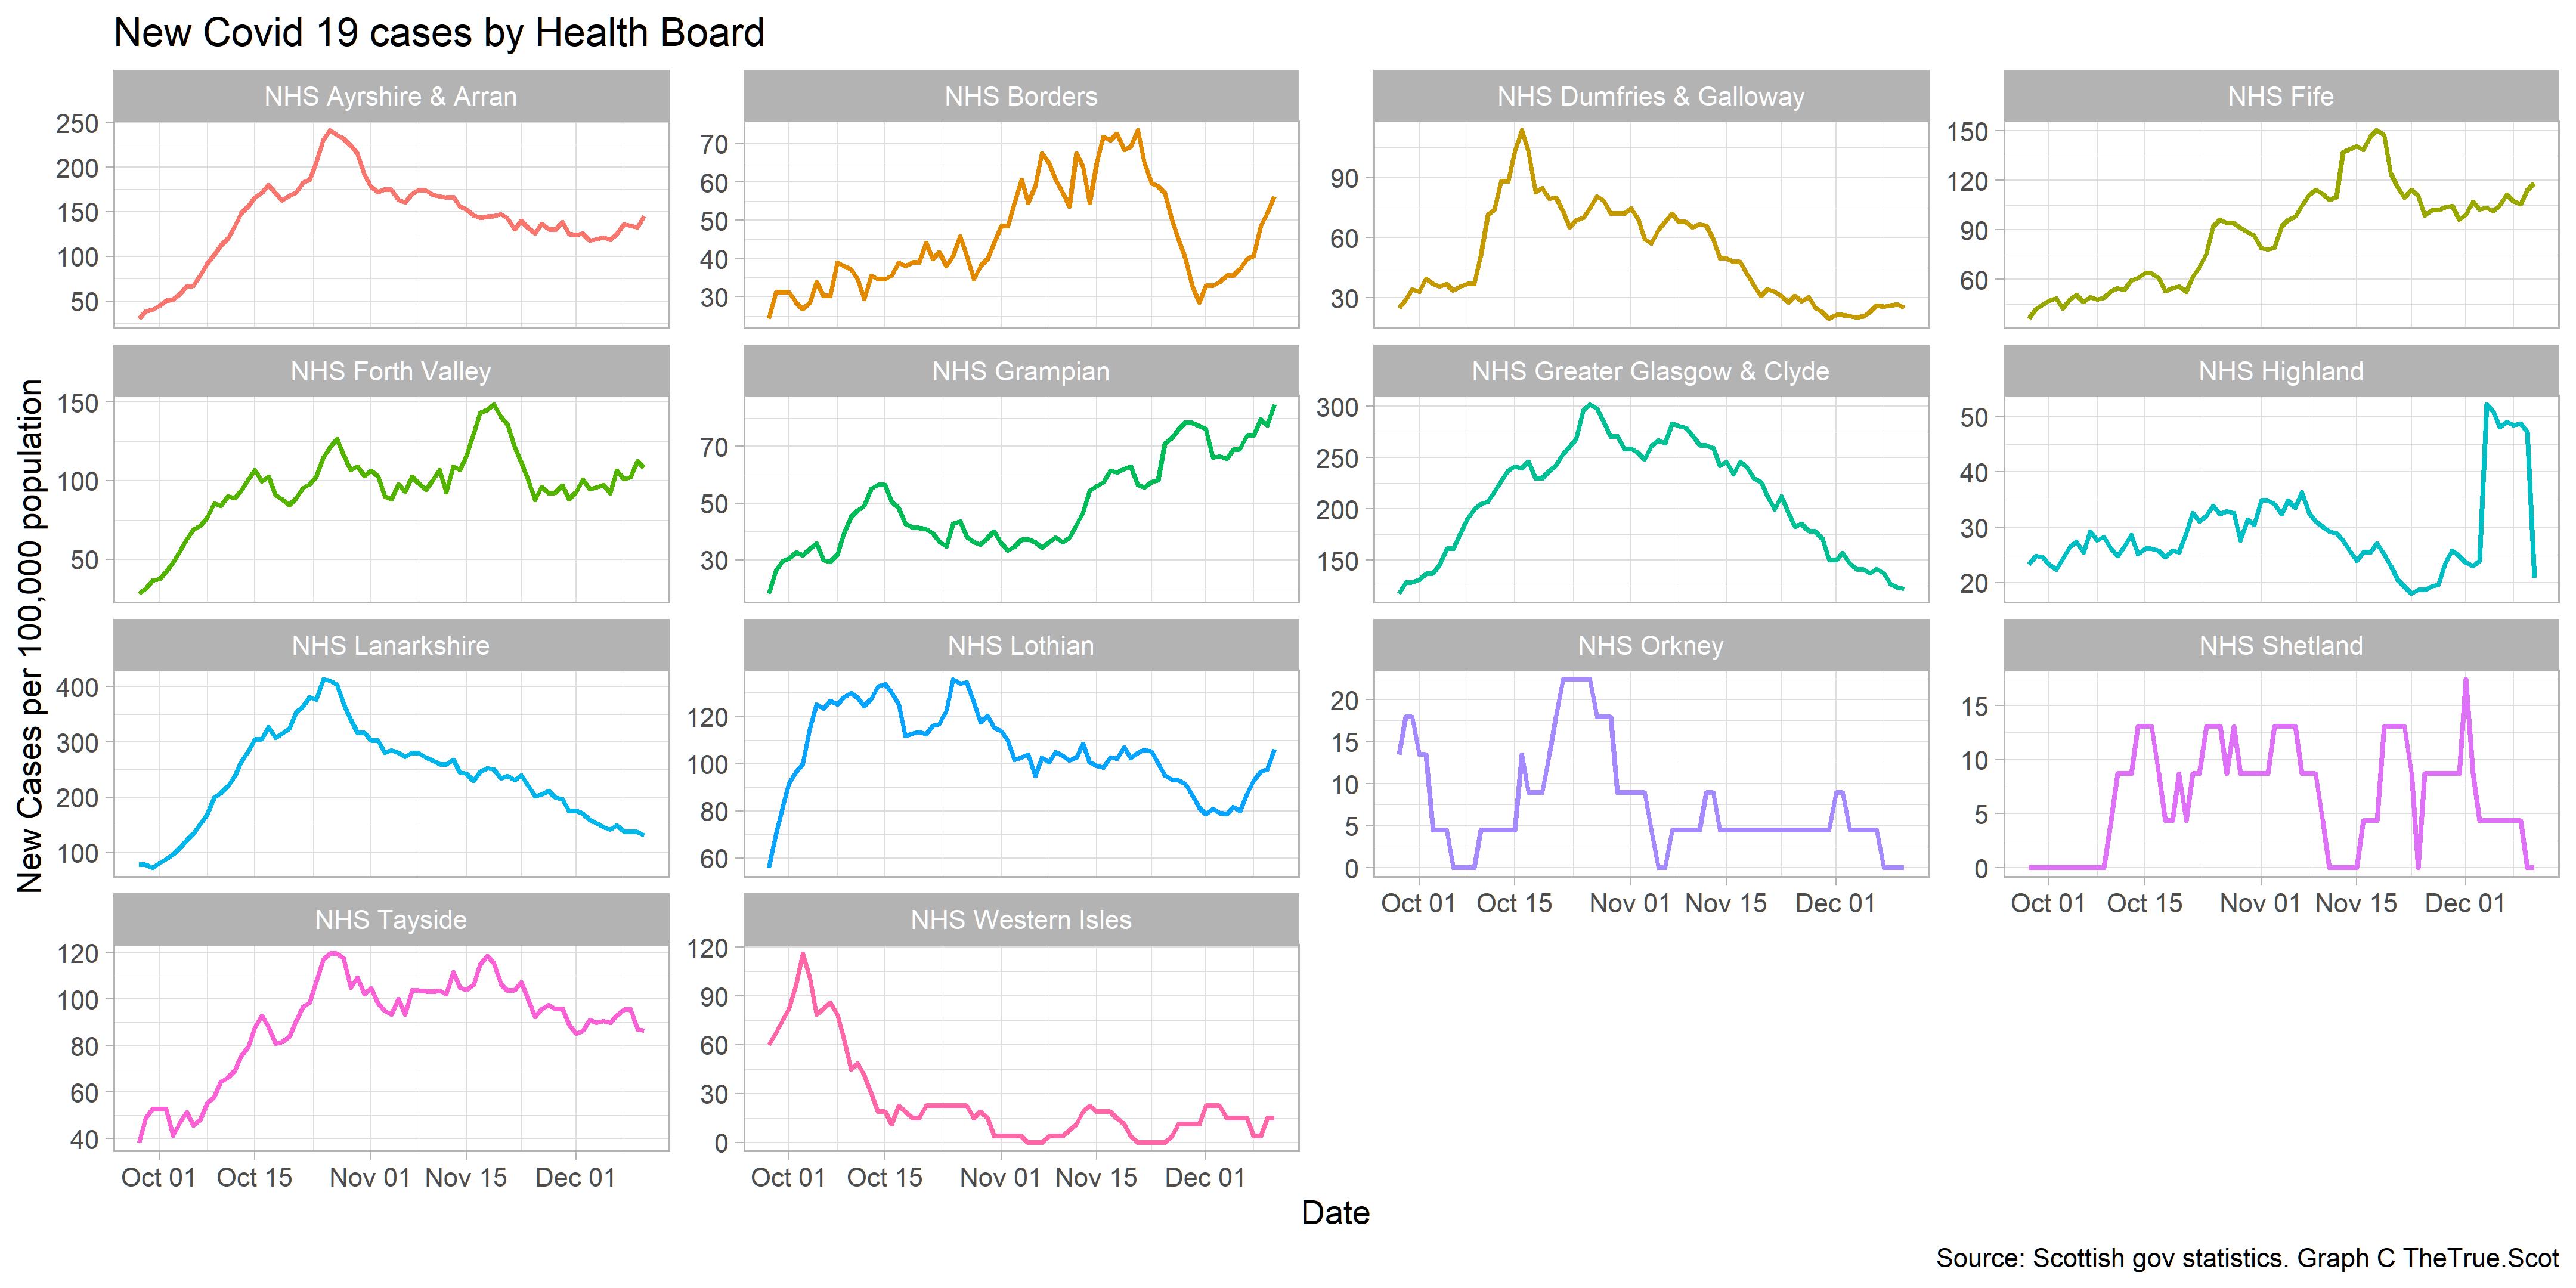 New Covid 19 cases by Health Board
New Cases per 100,000 population
NHS Ayrshire & Arran
250
200
150
100
50
NHS Borders
70
60
50
40
30
NHS Dumfries & Galloway
90
60
30
NHS Fife
150
120
90
60
NHS Forth Valley
150
100
50
NHS Grampian
70
50
30
NHS Greater Glasgow & Clyde
300
250
200
150
NHS Highland
50
40
30
20
NHS Lanarkshire
400
300
200
100
NHS Lothian
120
100
80
60
NHS Orkney
20
15
10
5
0
Oct 01 Oct 15 Nov 01 Nov 15 Dec 01
NHS Shetland
15
10
5
0
Oct 01 Oct 15 Nov 01 Nov 15 Dec 01
NHS Tayside
120
100
80
60
40
Oct 01 Oct 15 Nov 01 Nov 15 Dec 01
NHS Western Isles
120
90
60
30
0
Oct 01 Oct 15 Nov 01 Nov 15 Dec 01
Date
Source: Scottish gov statistics. Graph C TheTrue.Scot